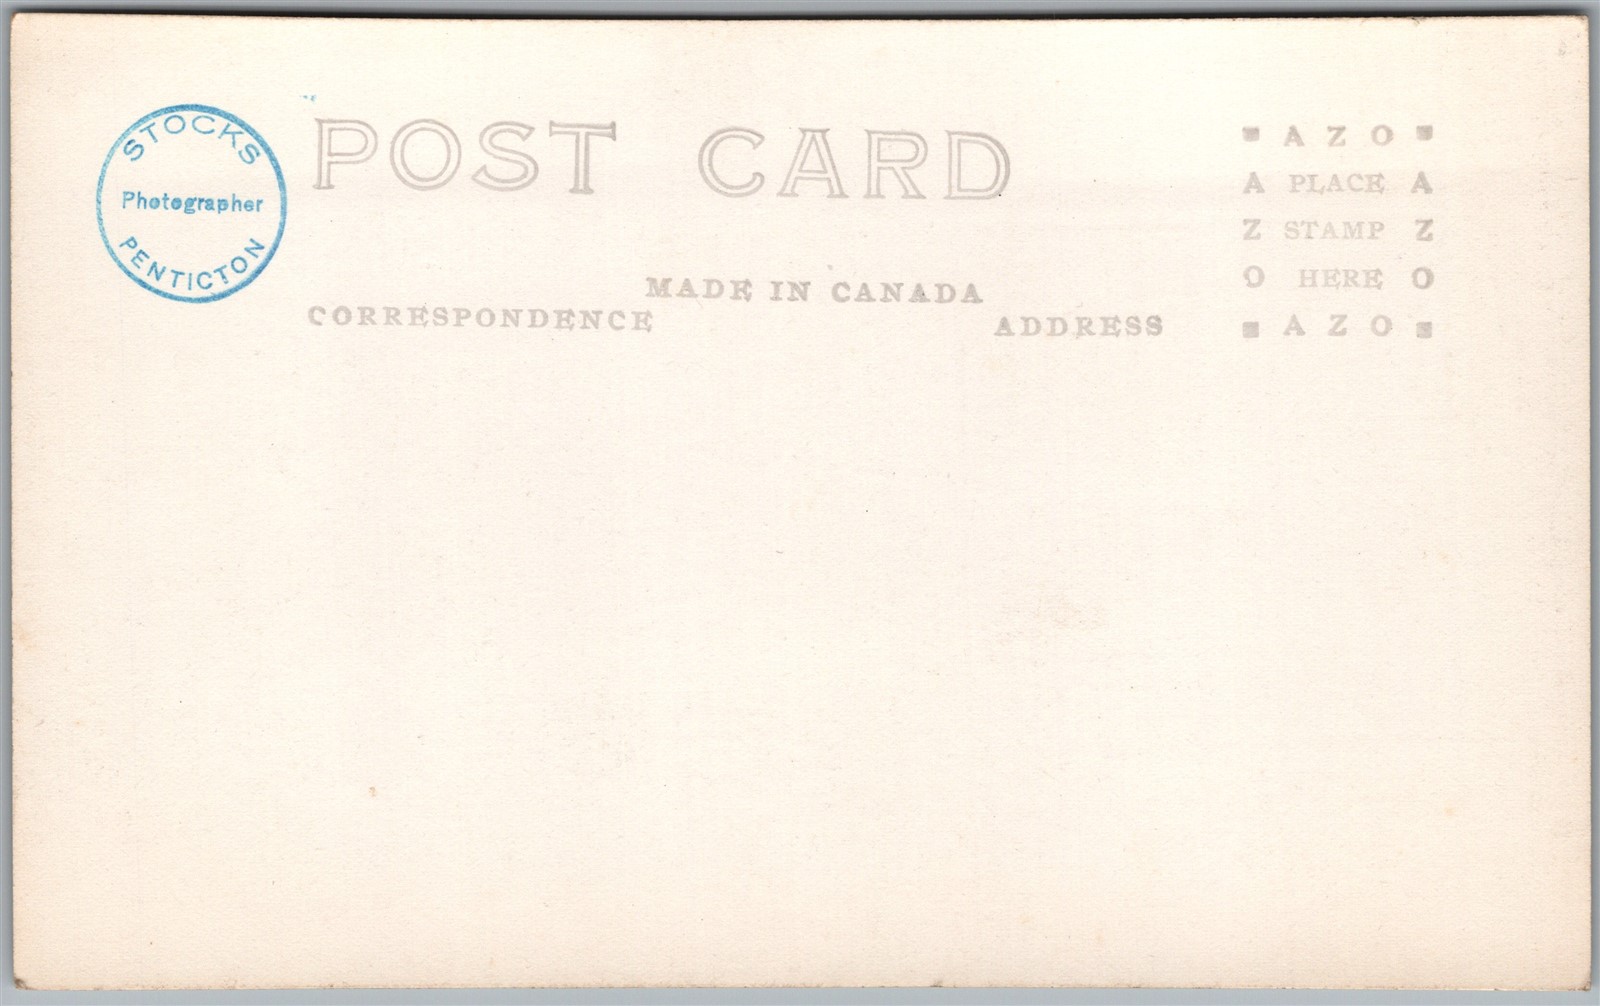 STOCKS
Photographer
PENTICTON
POST CARD
MADE IN CANADA
CORRESPONDENCE
ADDRESS
AZO
A PLACE A
Z STAMP Z
O HERE O
AZO